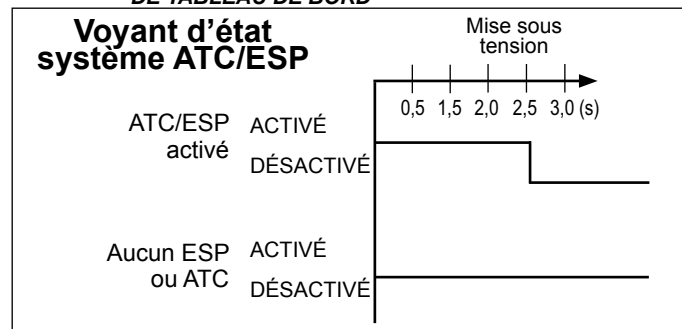 DE TABLEAU DE BORD
Voyant d’état
système ATC/ESP
Mise sous
tension
0,5 1,5 2,0 2,5 3,0 (s)
ATC/ESP
activé
ACTIVÉ
DÉSACTIVÉ
Aucun ESP
ou ATC
ACTIVÉ
DÉSACTIVÉ